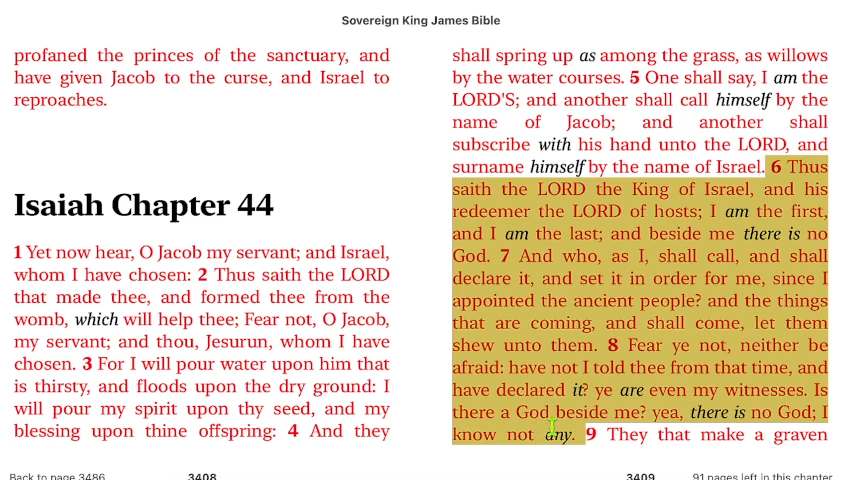 Sovereign King James Bible
profaned the princes of the sanctuary, and
have given Jacob to the curse, and Israel to
reproaches.
Isaiah Chapter 44
1 Yet now hear, O Jacob my servant; and Israel,
whom I have chosen: 2 Thus saith the LORD
that made thee, and formed thee from the
womb, which will help thee; Fear not, O Jacob,
my servant; and thou, Jesurun, whom I have
chosen. 3 For I will pour water upon him that
is thirsty, and floods upon the dry ground: I
will pour my spirit upon thy seed, and my
blessing upon thine offspring: 4 And they
shall spring up as among the grass, as willows
by the water courses. 5 One shall say, I am the
LORD'S; and another shall call himself by the
name of Jacob; and another shall
subscribe with his hand unto the LORD, and
surname himself by the name of Israel. 6 Thus
saith the LORD the King of Israel, and his
redeemer the LORD of hosts; I am the first,
and I am the last; and beside me there is no
God. 7 And who, as I, shall call, and shall
declare it, and set it in order for me, since I
appointed the ancient people? and the things
that are coming, and shall come, let them
shew unto them. 8 Fear ye not, neither be
afraid: have not I told thee from that time, and
have declared it? ye are even my witnesses. Is
there a God beside me? yea, there is no God; I
know not any. 9 They that make a graven
Back to page 3486
3408
3409
91 pages left in this chapter